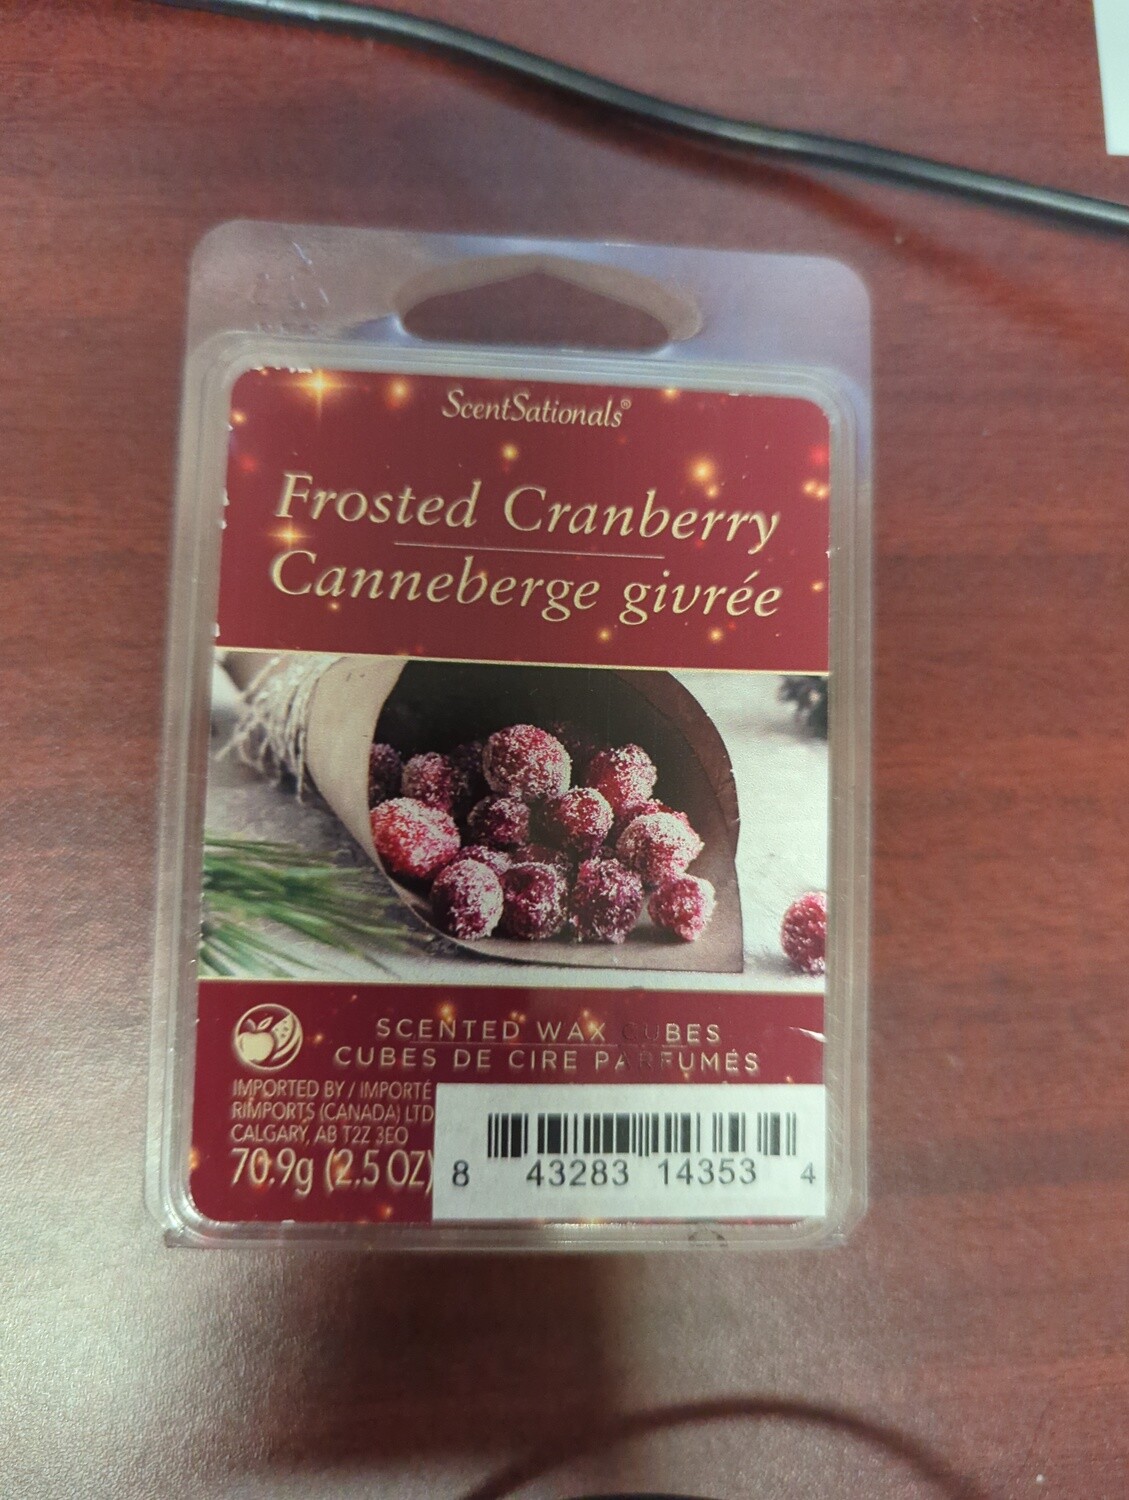 ScentSationals®
Frosted Cranberry
Canneberge givrée
SCENTED WAX CUBES
CUBES DE CIRE PARFUMÉS
IMPORTED BY / IMPORTÉ
RIMPORTS (CANADA) LTD
CALGARY, AB T2Z 3E0
70.9g (2.5 OZ)
8 43283 14353 4